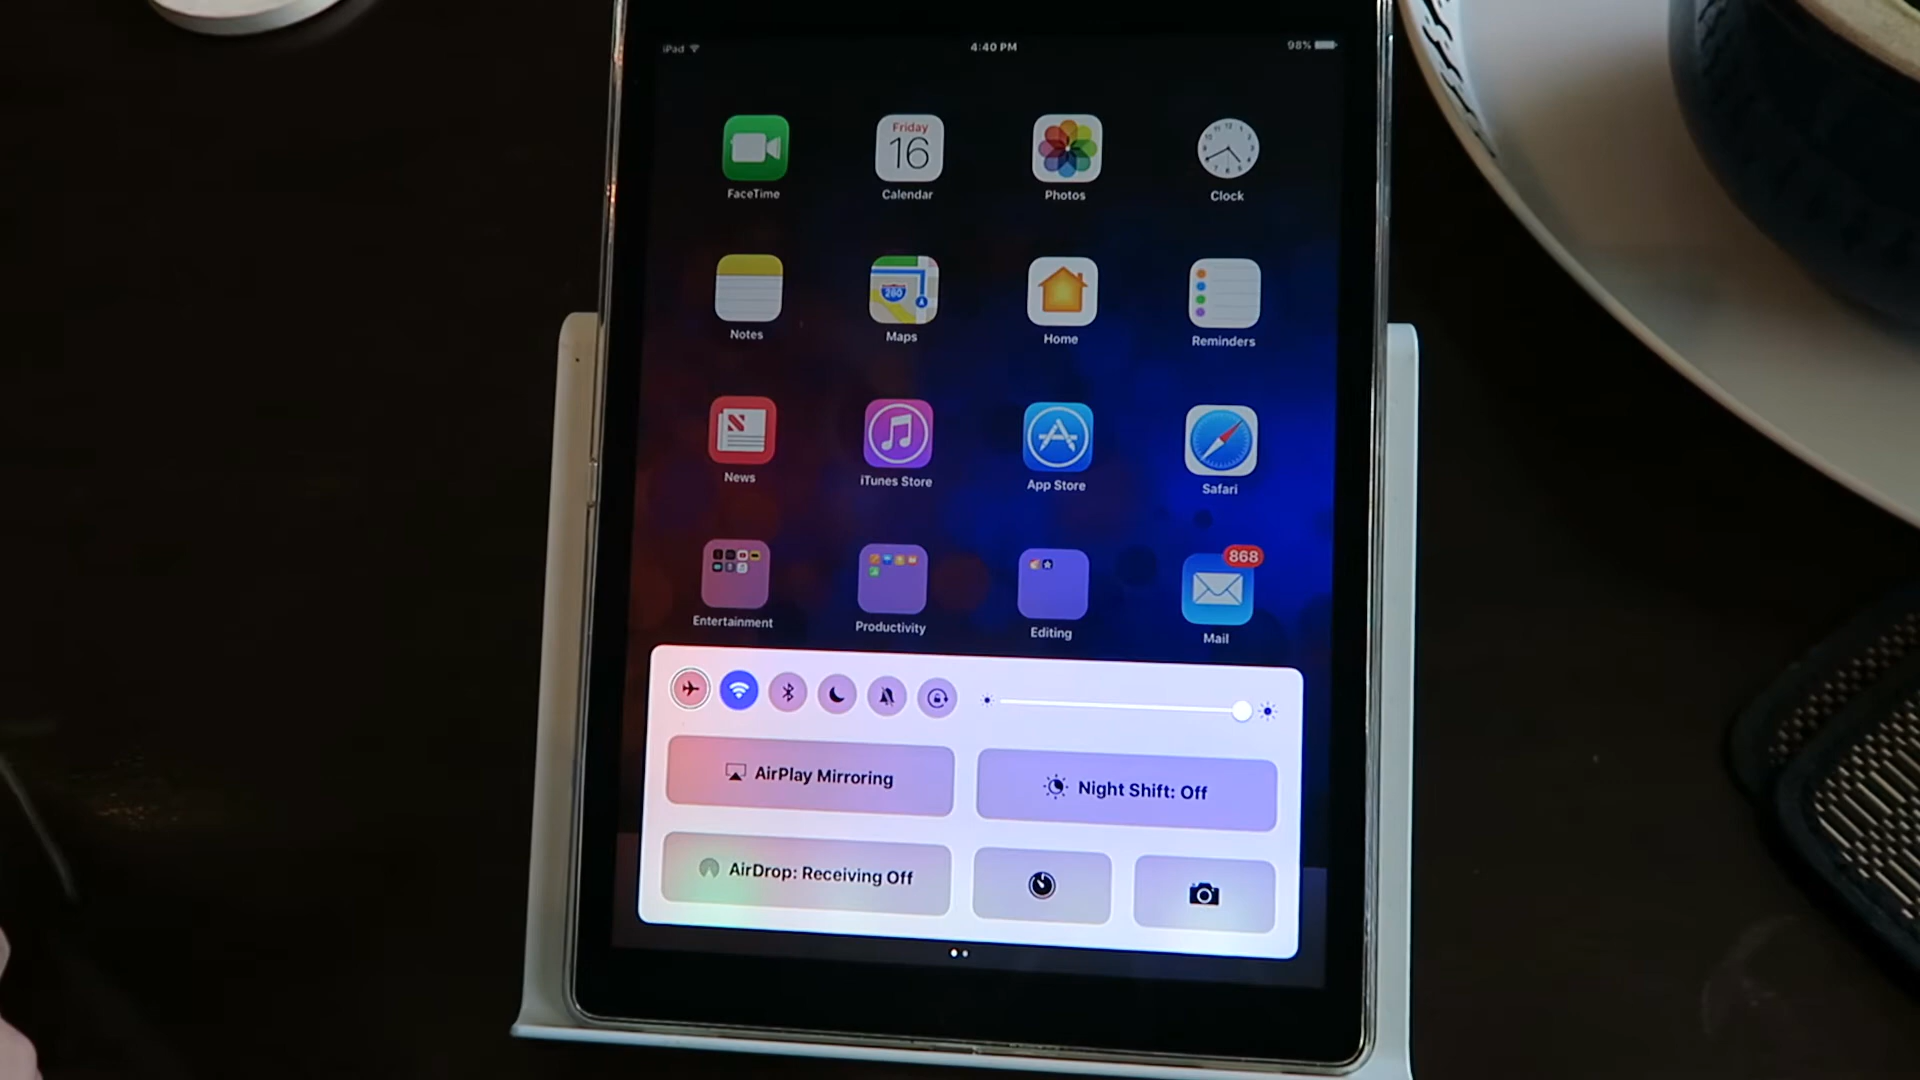 iPad 4:40 PM 98%
Friday
16
FaceTime Calendar Photos Clock
280
Notes Maps Home Reminders
News iTunes Store App Store Safari
868
Entertainment Productivity Editing Mail
AirPlay Mirroring Night Shift: Off
AirDrop: Receiving Off